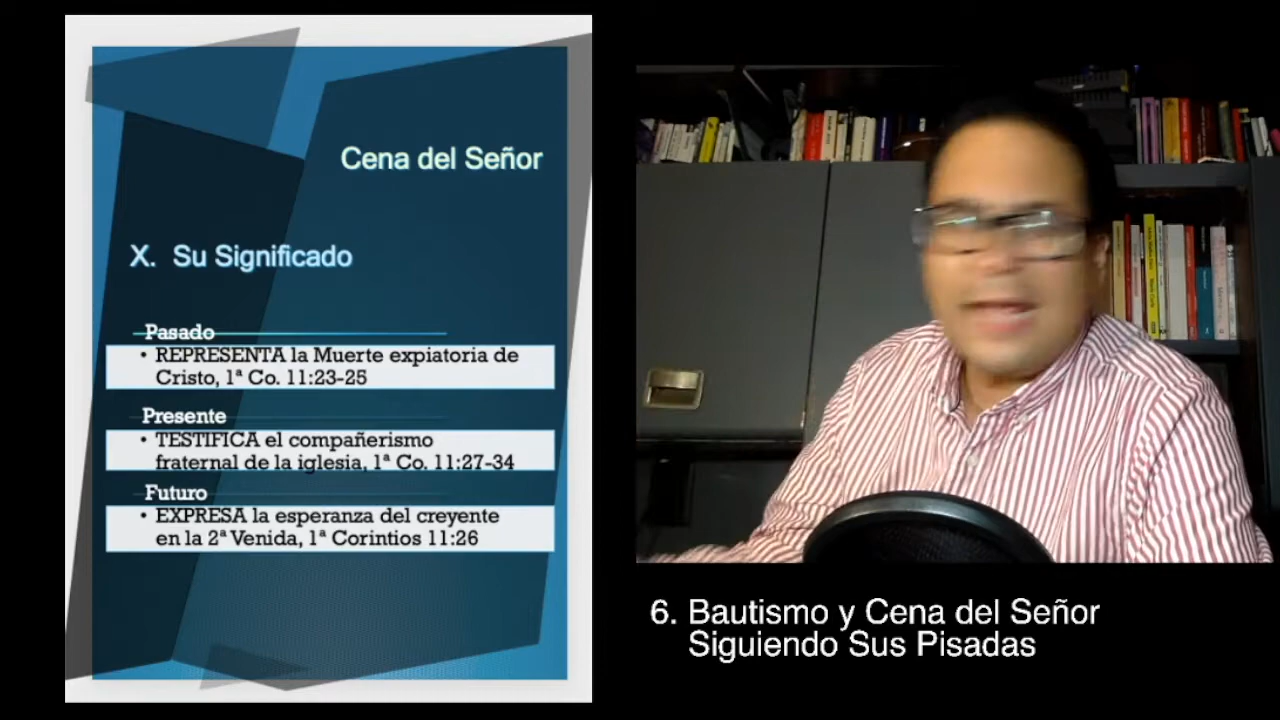 Cena del Señor
X. Su Significado
Pasado
• REPRESENTA la Muerte expiatoria de
Cristo, 1ª Co. 11:23-25
Presente
• TESTIFICA el compañerismo
fraternal de la iglesia, 1ª Co. 11:27-34
Futuro
• EXPRESA la esperanza del creyente
en la 2ª Venida, 1ª Corintios 11:26
6. Bautismo y Cena del Señor
Siguiendo Sus Pisadas